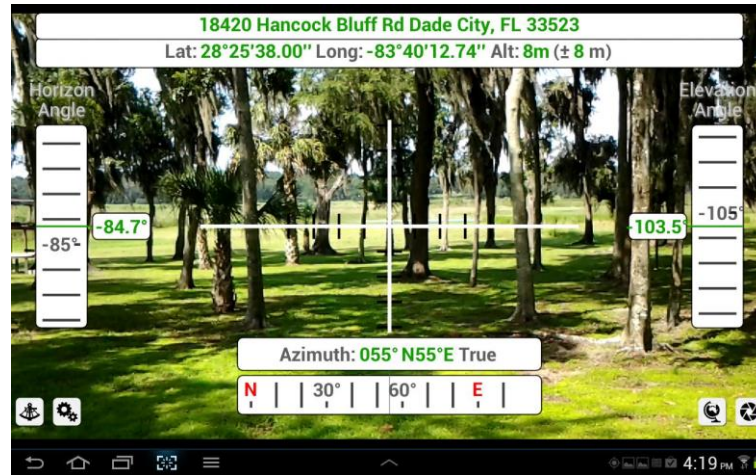 18420 Hancock Bluff Rd Dade City, FL 33523
Lat: 28°25'38.00" Long: -83°40'12.74" Alt: 8m (± 8 m)
Horizon Angle
Elevation Angle
-84.7°
-85°
-103.5°
-105°
Azimuth: 055° N55°E True
N 30° 60° E
4:19 PM